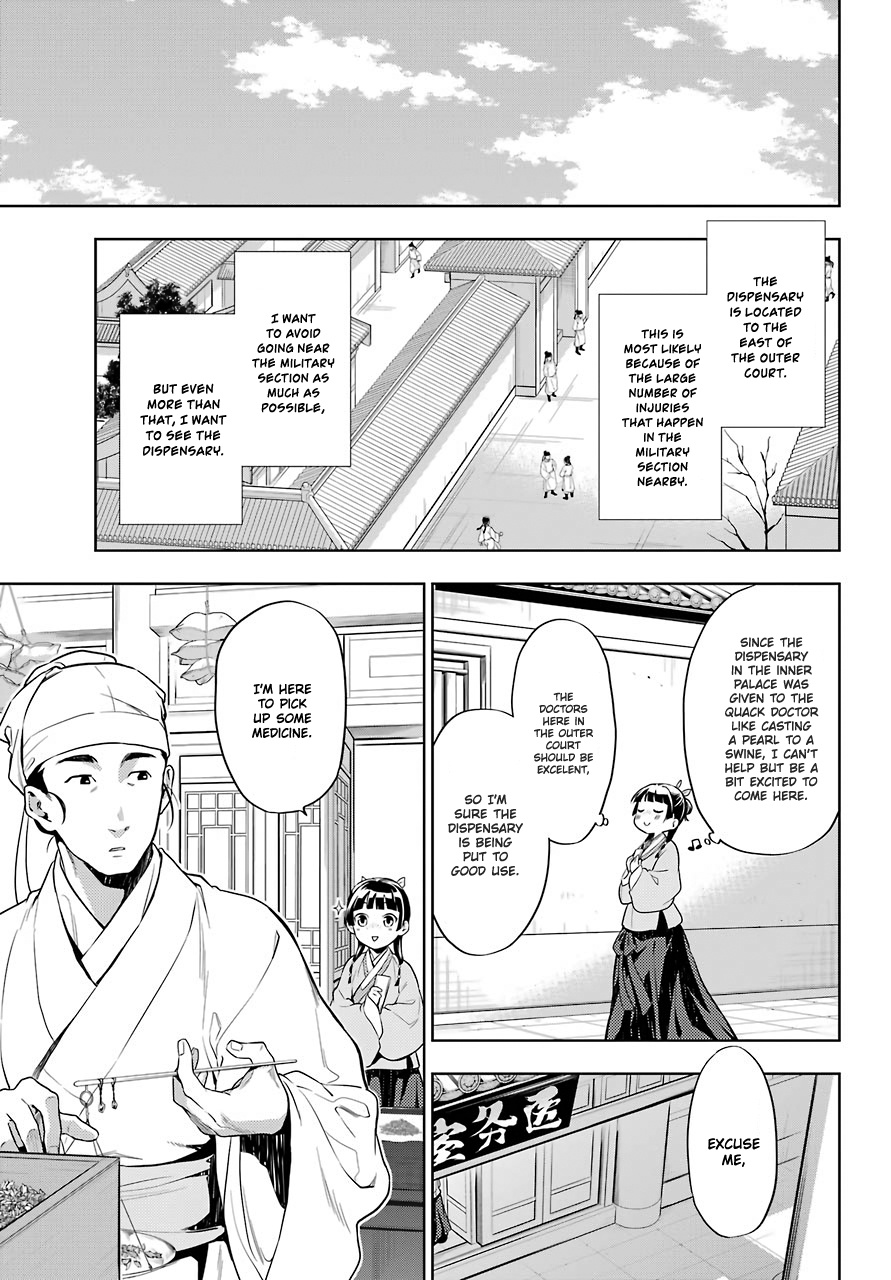 THE
DISPENSARY
IS LOCATED
TO THE
EAST OF
THE OUTER
COURT.
THIS IS
MOST LIKELY
BECAUSE OF
THE LARGE
NUMBER OF
INJURIES
THAT HAPPEN
IN THE
MILITARY
SECTION
NEARBY.
I WANT
TO AVOID
GOING NEAR
THE MILITARY
SECTION AS
MUCH AS
POSSIBLE,
BUT EVEN
MORE THAN
THAT, I WANT
TO SEE THE
DISPENSARY.
SINCE THE
DISPENSARY
IN THE INNER
PALACE WAS
GIVEN TO THE
QUACK DOCTOR
LIKE CASTING
A PEARL TO A
SWINE, I CAN'T
HELP BUT BE A
BIT EXCITED TO
COME HERE.
THE
DOCTORS
HERE IN
THE OUTER
COURT
SHOULD BE
EXCELENT,
SO I'M
SURE THE
DISPENSARY
IS BEING
PUT TO
GOOD USE.
EXCUSE
ME,
医务室
I'M HERE
TO PICK
UP SOME
MEDICINE.